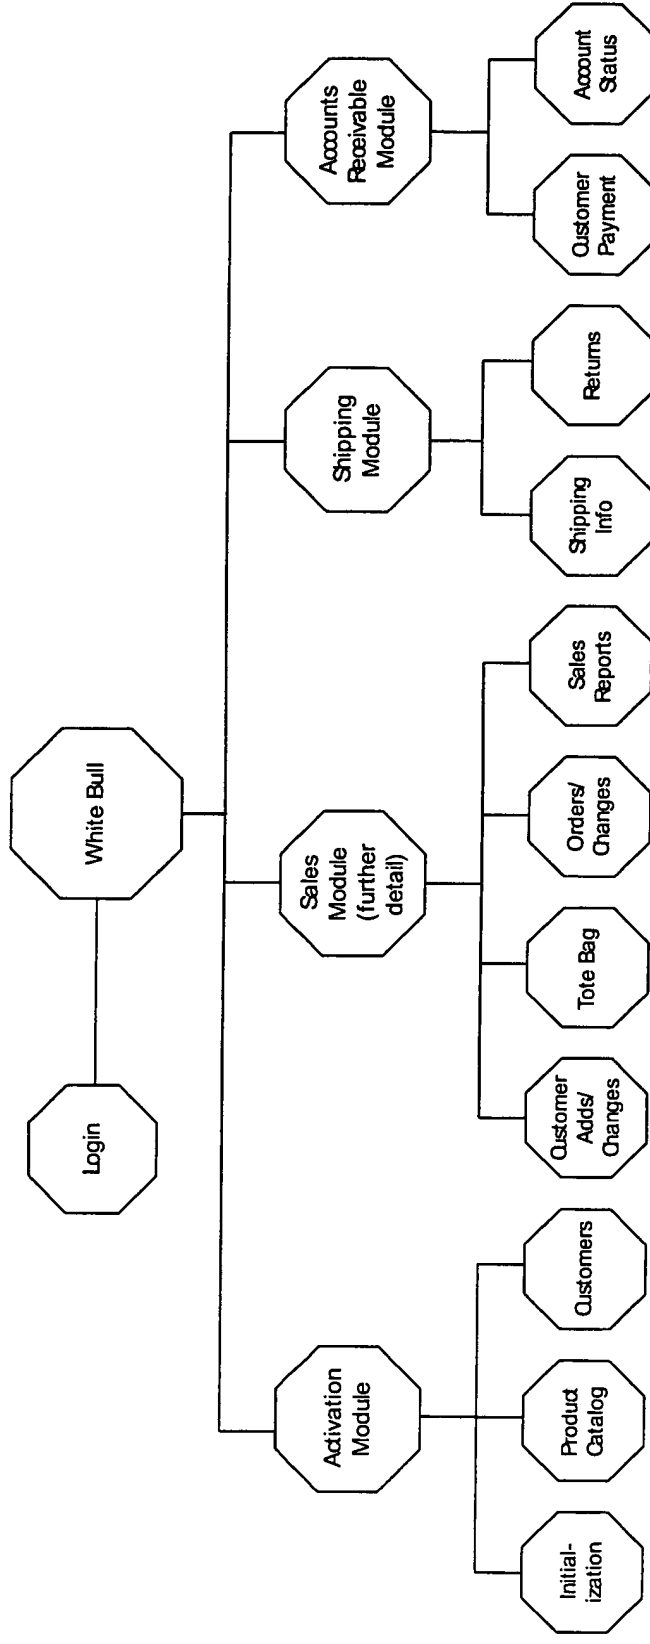 Login
White Bull
Activation
Module
Sales
Module
(further
detail)
Shipping
Module
Accounts
Receivable
Module
Initial-
ization
Product
Catalog
Customers
Customer
Adds/
Changes
Tote Bag
Orders/
Changes
Sales
Reports
Shipping
Info
Returns
Customer
Payment
Account
Status